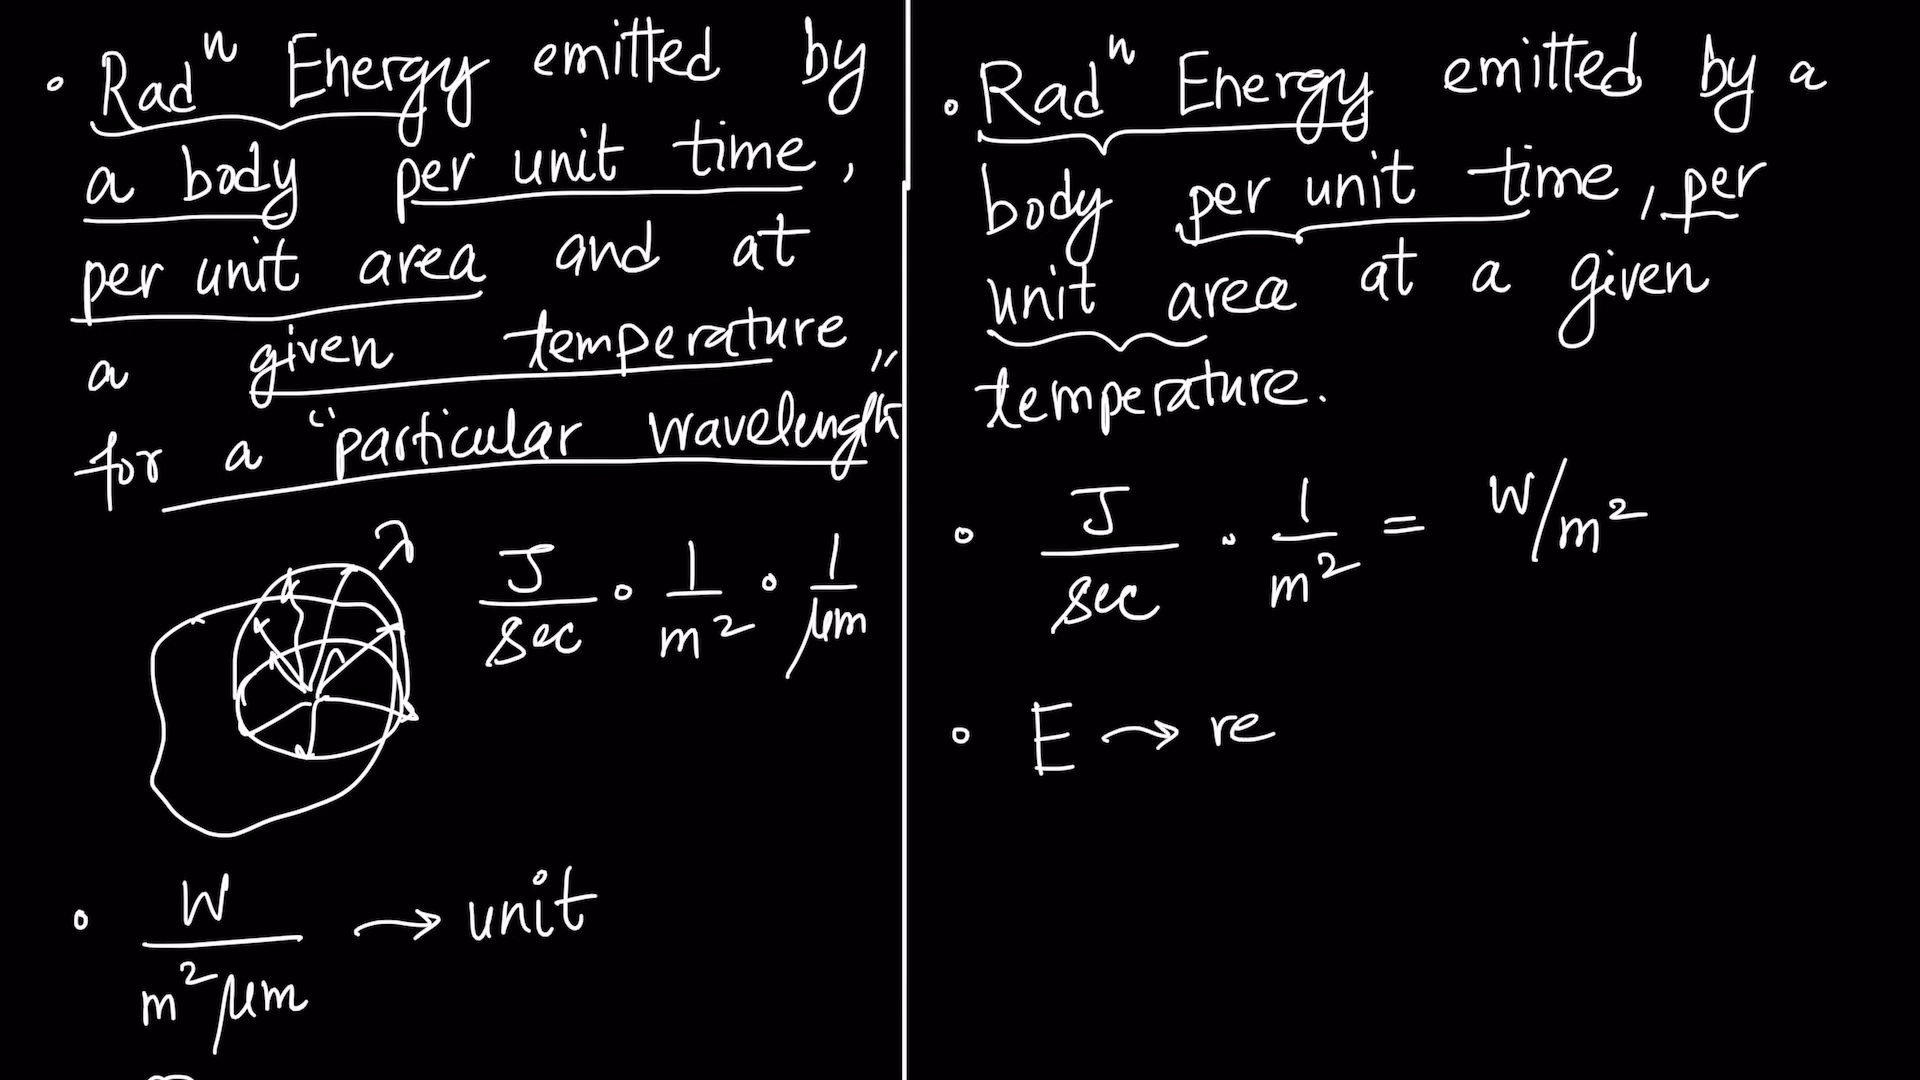 • Radⁿ Energy emitted by
a body per unit time,
per unit area and at
a given temperature
for a "particular wavelength"
λ
J/sec • 1/m² • 1/μm
• W/m² μm → unit
• Radⁿ Energy emitted by a
body per unit time, per
unit area at a given
temperature.
• J/sec • 1/m² = W/m²
• E → re